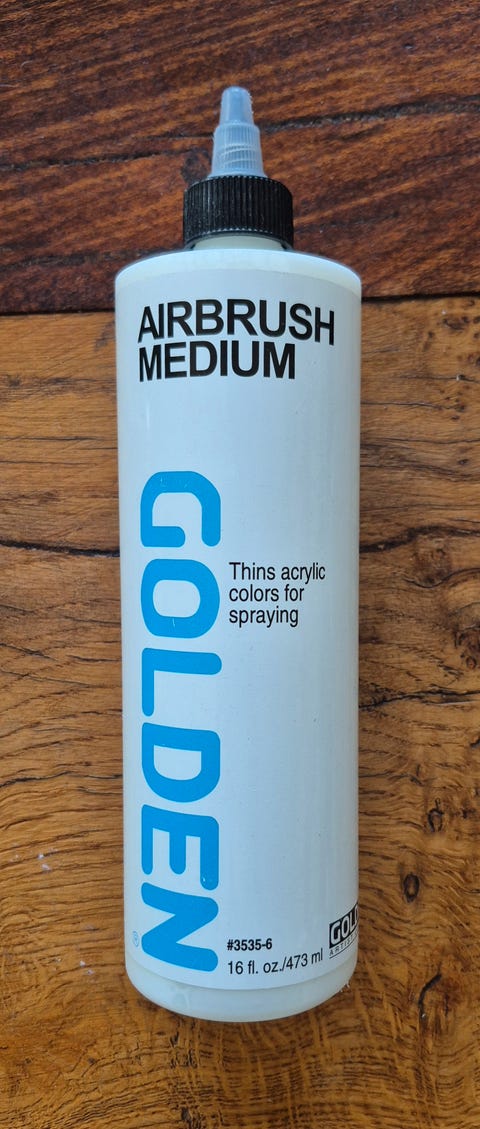 AIRBRUSH
MEDIUM
GOLDEN
®
Thins acrylic
colors for
spraying
#3535-6
16 fl. oz./473 ml